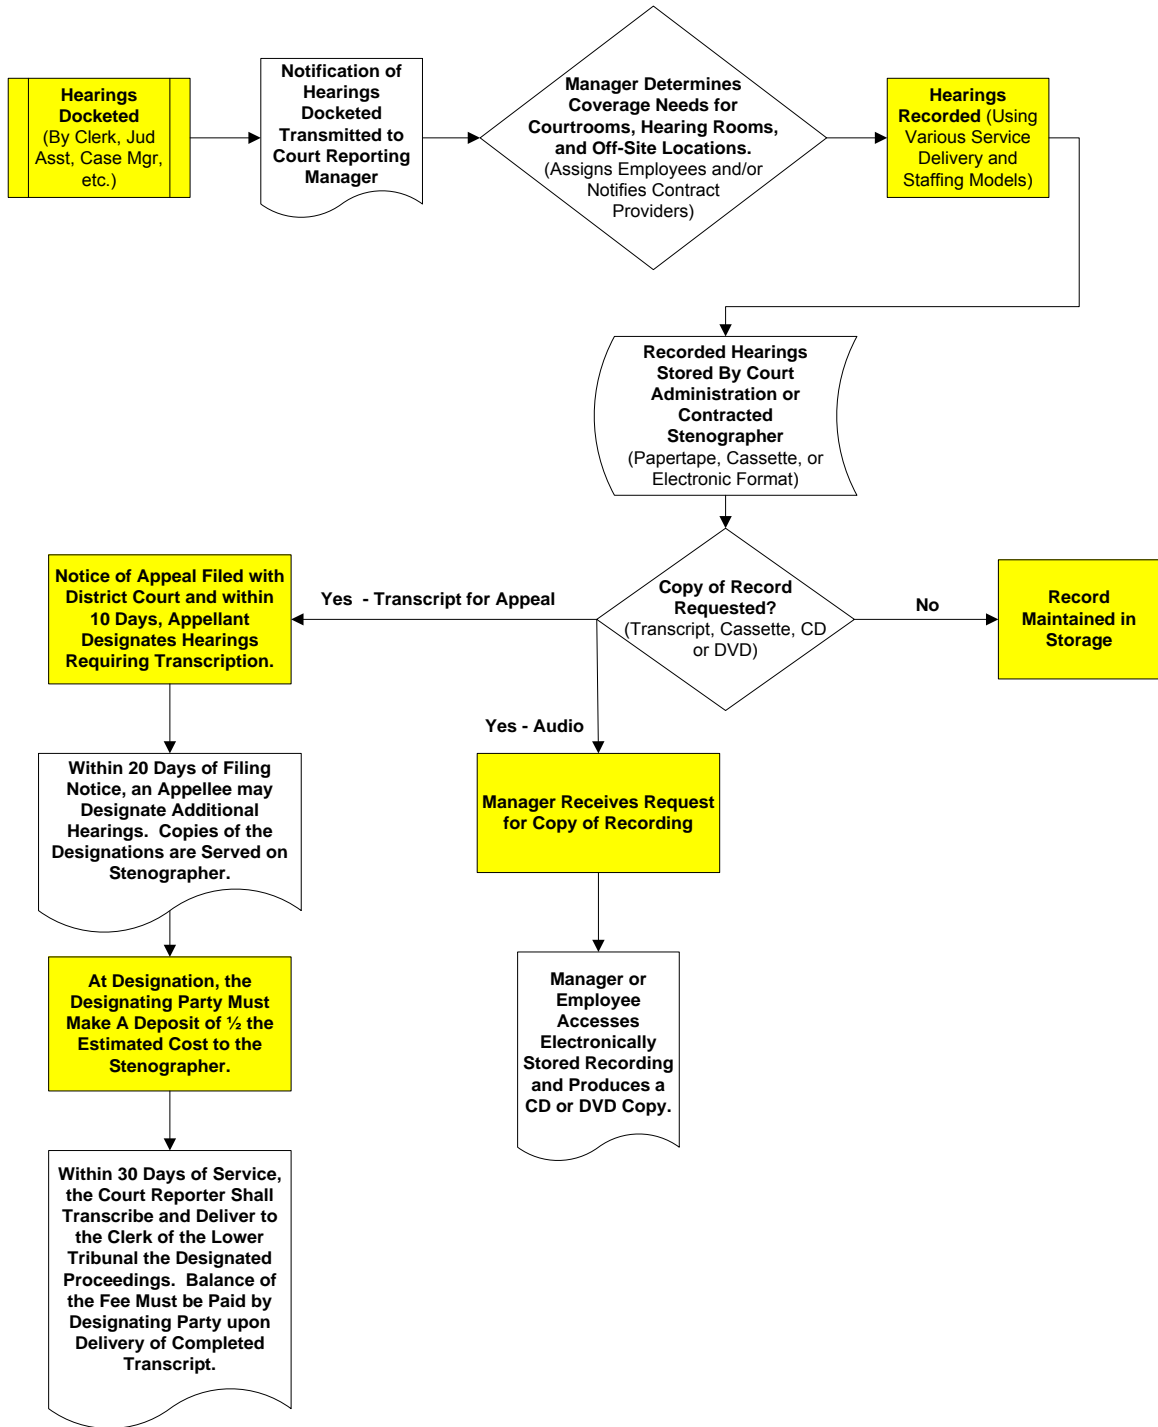 Hearings
Docketed
(By Clerk, Jud
Asst, Case Mgr,
etc.)
Notification of
Hearings
Docketed
Transmitted to
Court Reporting
Manager
Manager Determines
Coverage Needs for
Courtrooms, Hearing Rooms,
and Off-Site Locations.
(Assigns Employees and/or
Notifies Contract
Providers)
Hearings
Recorded (Using
Various Service
Delivery and
Staffing Models)
Recorded Hearings
Stored By Court
Administration or
Contracted
Stenographer
(Papertape, Cassette, or
Electronic Format)
Copy of Record
Requested?
(Transcript, Cassette, CD
or DVD)
No
Record
Maintained in
Storage
Yes - Transcript for Appeal
Notice of Appeal Filed with
District Court and within
10 Days, Appellant
Designates Hearings
Requiring Transcription.
Within 20 Days of Filing
Notice, an Appellee may
Designate Additional
Hearings. Copies of the
Designations are Served on
Stenographer.
At Designation, the
Designating Party Must
Make A Deposit of ½ the
Estimated Cost to the
Stenographer.
Within 30 Days of Service,
the Court Reporter Shall
Transcribe and Deliver to
the Clerk of the Lower
Tribunal the Designated
Proceedings. Balance of
the Fee Must be Paid by
Designating Party upon
Delivery of Completed
Transcript.
Yes - Audio
Manager Receives Request
for Copy of Recording
Manager or
Employee
Accesses
Electronically
Stored Recording
and Produces a
CD or DVD Copy.